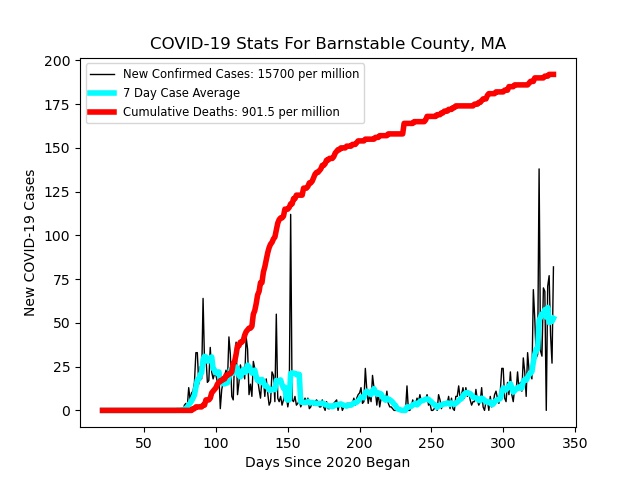 COVID-19 Stats For Barnstable County, MA
New Confirmed Cases: 15700 per million
7 Day Case Average
Cumulative Deaths: 901.5 per million
New COVID-19 Cases
200
175
150
125
100
75
50
25
0
50 100 150 200 250 300 350
Days Since 2020 Began